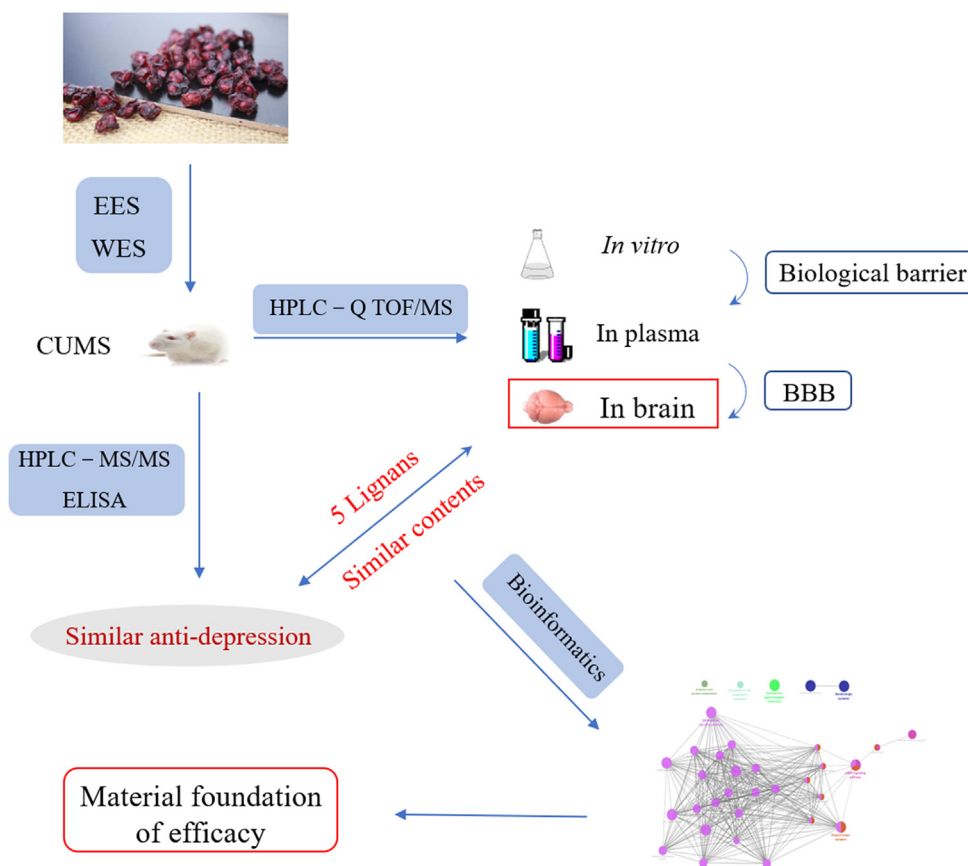 EES
WES
CUMS
HPLC – Q TOF/MS
In vitro
In plasma
In brain
Biological barrier
BBB
HPLC – MS/MS
ELISA
5 Lignans
Similar contents
Similar anti-depression
Bioinformatics
Material foundation
of efficacy